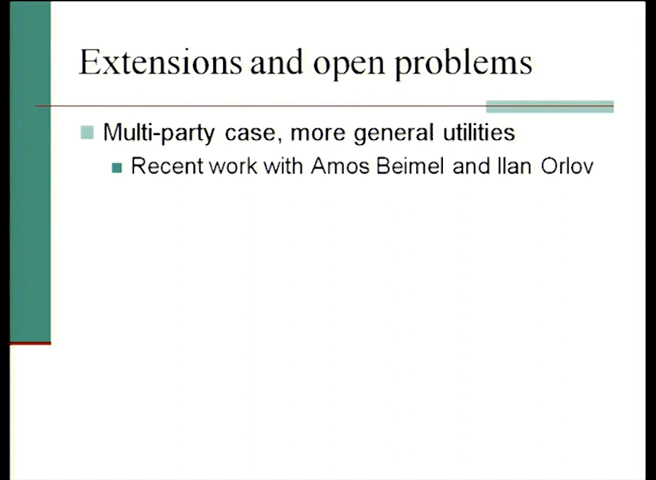 Extensions and open problems
Multi-party case, more general utilities
Recent work with Amos Beimel and Ilan Orlov